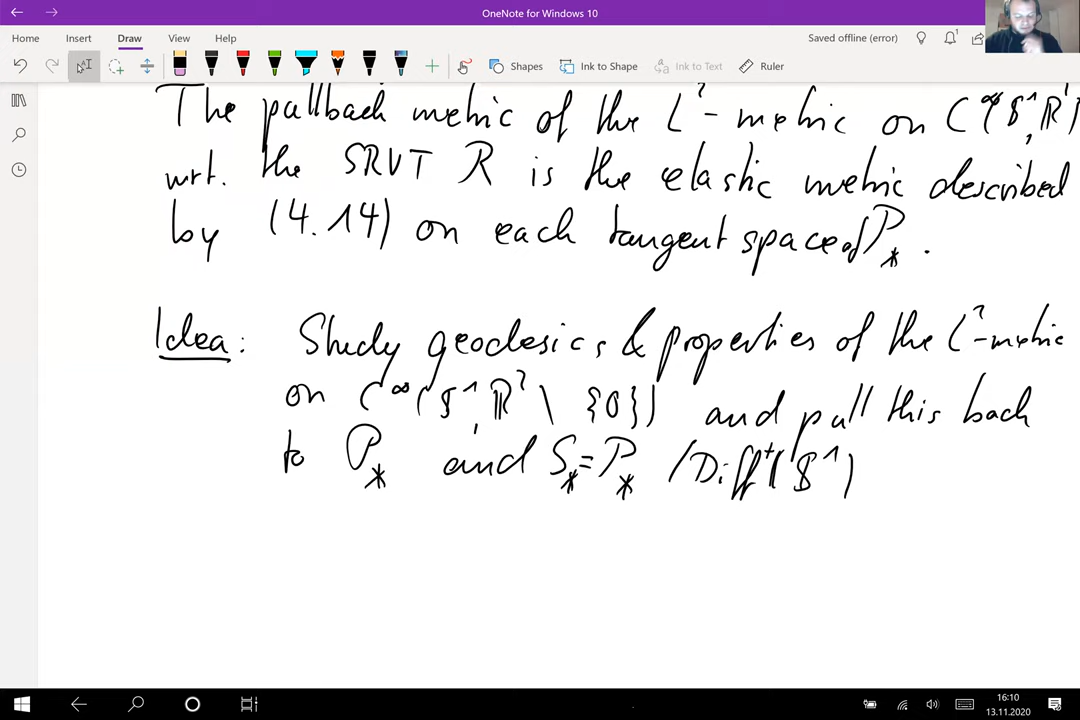 OneNote for Windows 10
Home Insert Draw View Help Saved offline (error)
Shapes Ink to Shape Ink to Text Ruler
The pullback metric of the L²-metric on C^∞(𝕊¹, ℝ²)
wrt. the SRVT R is the elastic metric described
by (4.14) on each tangent space of P_*.
Idea: Study geodesics & properties of the L²-metric
on C^∞(𝕊¹, ℝ² \ {0}) and pull this back
to P_* and S_* = P_* / Diff⁺(𝕊¹)
16:10
13.11.2020